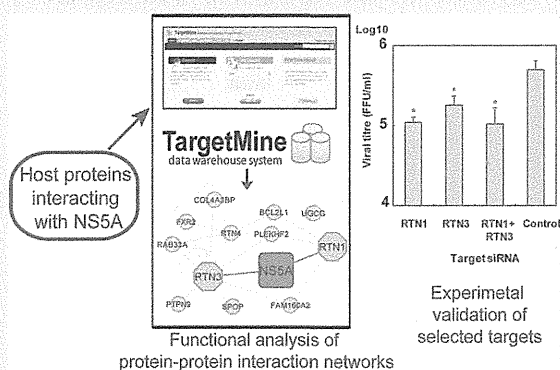 Host proteins
interacting
with NS5A
TargetMine
data warehouse system
COL4A3BP
FXR2
BCL2L1
UGCG
RTN4
PLEKHF2
RAB33A
RTN1
RTN3
NS5A
PTPN9
SPOP
FAM160A2
Functional analysis of
protein-protein interaction networks
Log10
6
5
4
Viral titre (FFU/ml)
*
*
*
RTN1
RTN3
RTN1+
RTN3
Control
Target siRNA
Experimetal
validation of
selected targets